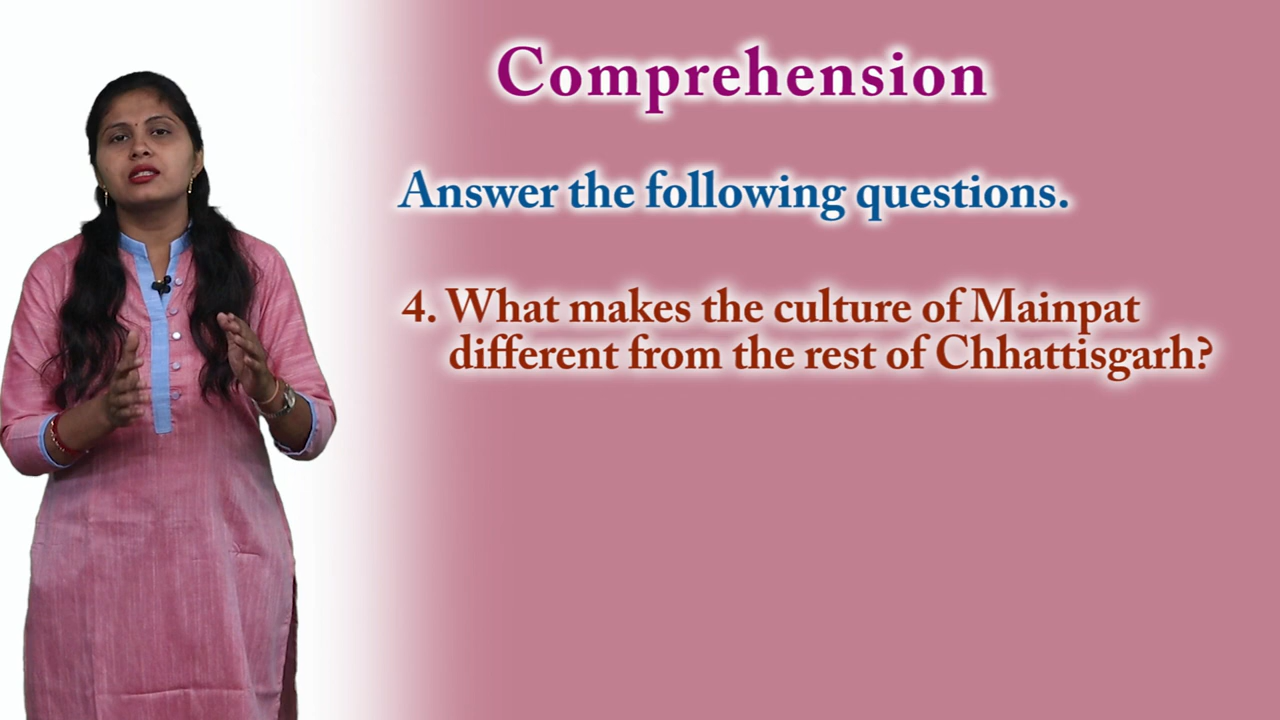 Comprehension
Answer the following questions.
4. What makes the culture of Mainpat
different from the rest of Chhattisgarh?